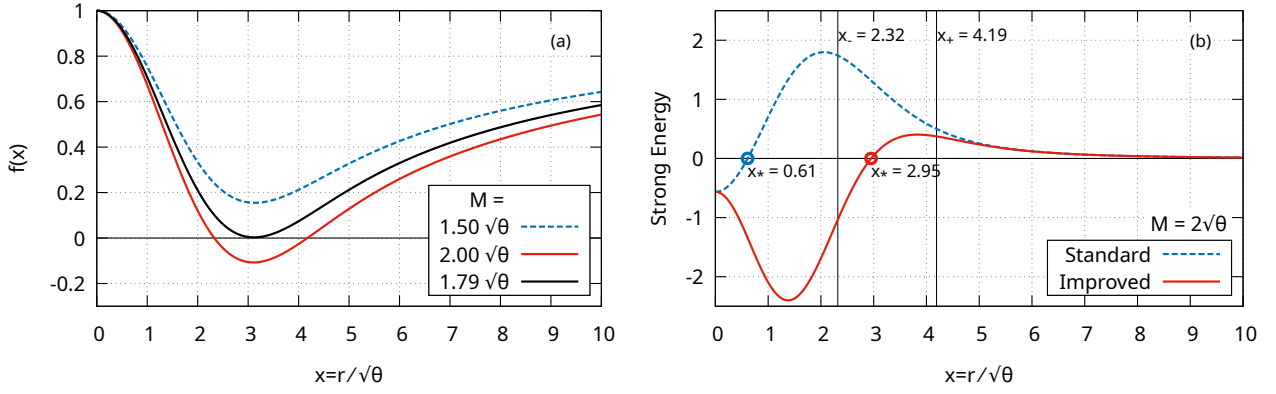 1
0.8
0.6
0.4
0.2
0
-0.2
f(x)
(a)
M =
1.50 √θ
2.00 √θ
1.79 √θ
0 1 2 3 4 5 6 7 8 9 10
x=r/√θ
2
1
0
-1
-2
Strong Energy
x₋ = 2.32
x₊ = 4.19
(b)
x* = 0.61
x* = 2.95
M = 2√θ
Standard
Improved
0 1 2 3 4 5 6 7 8 9 10
x=r/√θ